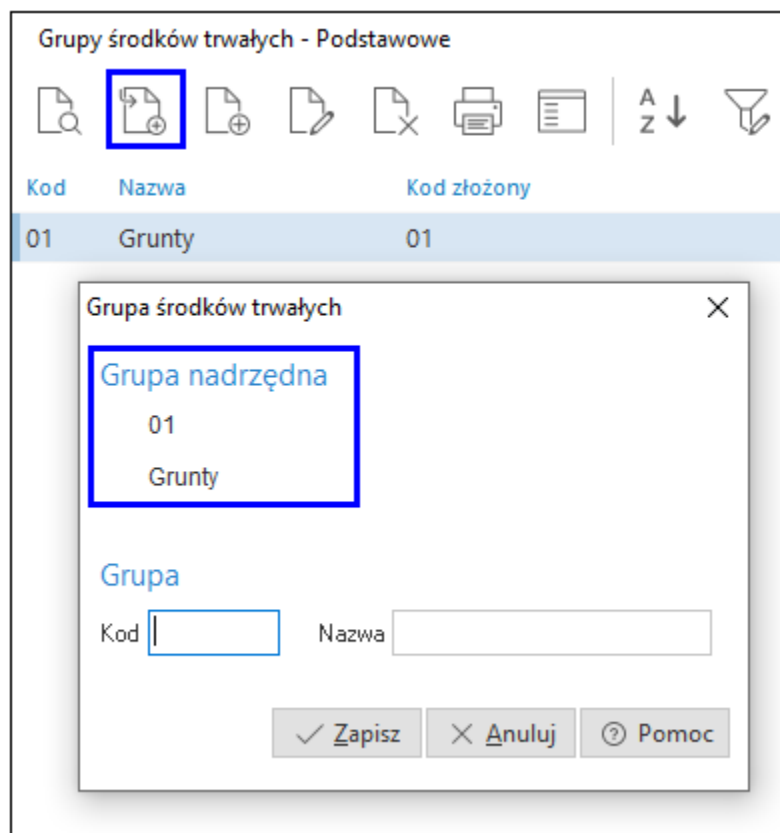 Grupy środków trwałych - Podstawowe
A
Z
Kod Nazwa Kod złożony
01 Grunty 01
Grupa środków trwałych
Grupa nadrzędna
01
Grunty
Grupa
Kod Nazwa
Zapisz Anuluj Pomoc